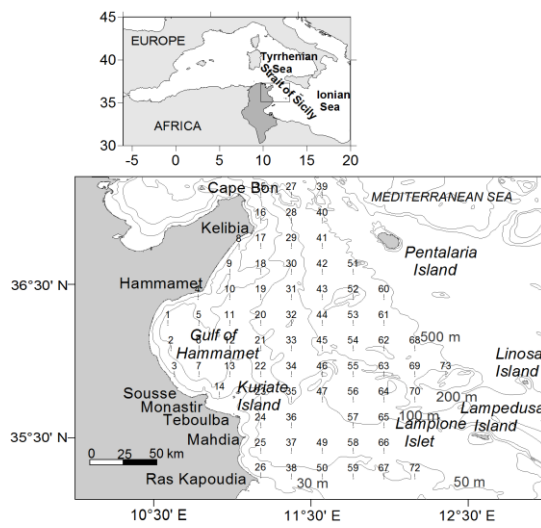 45
EUROPE
40
Tyrrhenian
Sea
Strait of Sicily
Ionian
Sea
35
AFRICA
30
-5 0 5 10 15 20
Cape Bon 27 39
MEDITERRANEAN SEA
16 28 40
Kelibia
8 17 29 41
Pentalaria
Island
9 18 30 42 51
36°30' N
Hammamet
10 19 31 43 52 60
1 5 11 20 32 44 53 61
500 m
Gulf of
Hammamet
2 6 12 21 33 45 54 62 68
3 7 13 22 34 46 55 63 69 73
Linosa
Island
14
Kuriate
Island
23 35 47 56 64 70
200 m
Sousse
Monastir
Teboulba
24 36 57 65
100 m
Lampedusa
Island
Lampione
Islet
Mahdia
25 37 49 58 66
35°30' N
0 50 km
26 38 50 59 67 72
Ras Kapoudia
30 m
50 m
10°30' E 11°30' E 12°30' E